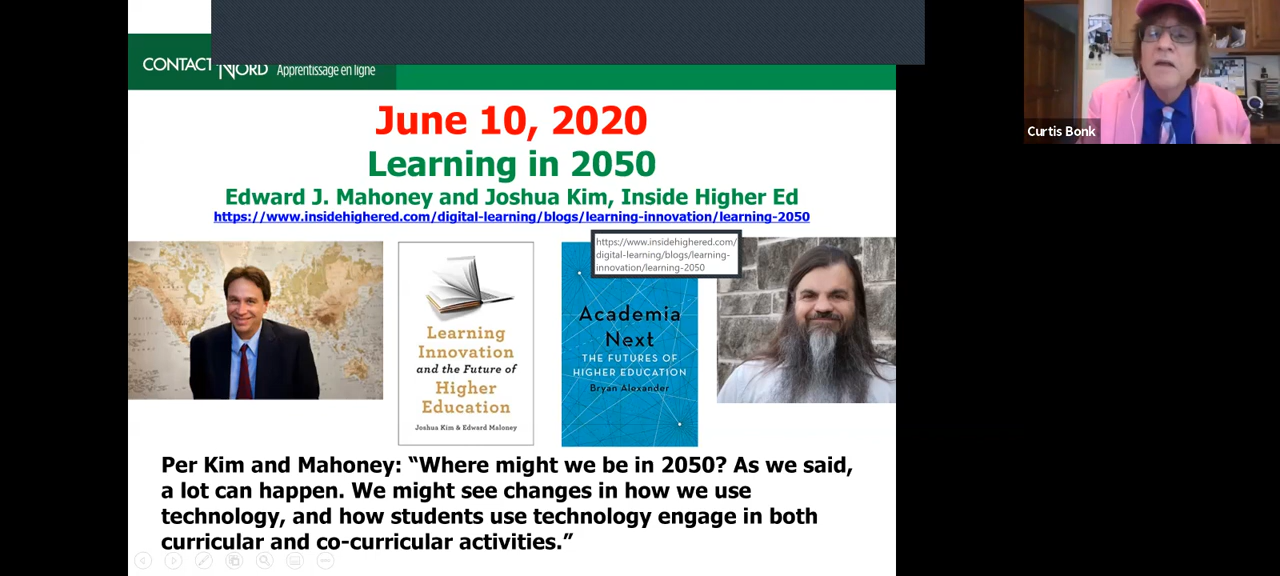 CONTACT NORD Apprentissage en ligne
June 10, 2020
Learning in 2050
Edward J. Mahoney and Joshua Kim, Inside Higher Ed
https://www.insidehighered.com/digital-learning/blogs/learning-innovation/learning-2050
https://www.insidehighered.com/
digital-learning/blogs/learning-
innovation/learning-2050
Learning
Innovation
and the Future of
Higher
Education
Joshua Kim & Edward Maloney
Academia
Next
THE FUTURES OF
HIGHER EDUCATION
Bryan Alexander
Per Kim and Mahoney: “Where might we be in 2050? As we said,
a lot can happen. We might see changes in how we use
technology, and how students use technology engage in both
curricular and co-curricular activities.”
Curtis Bonk